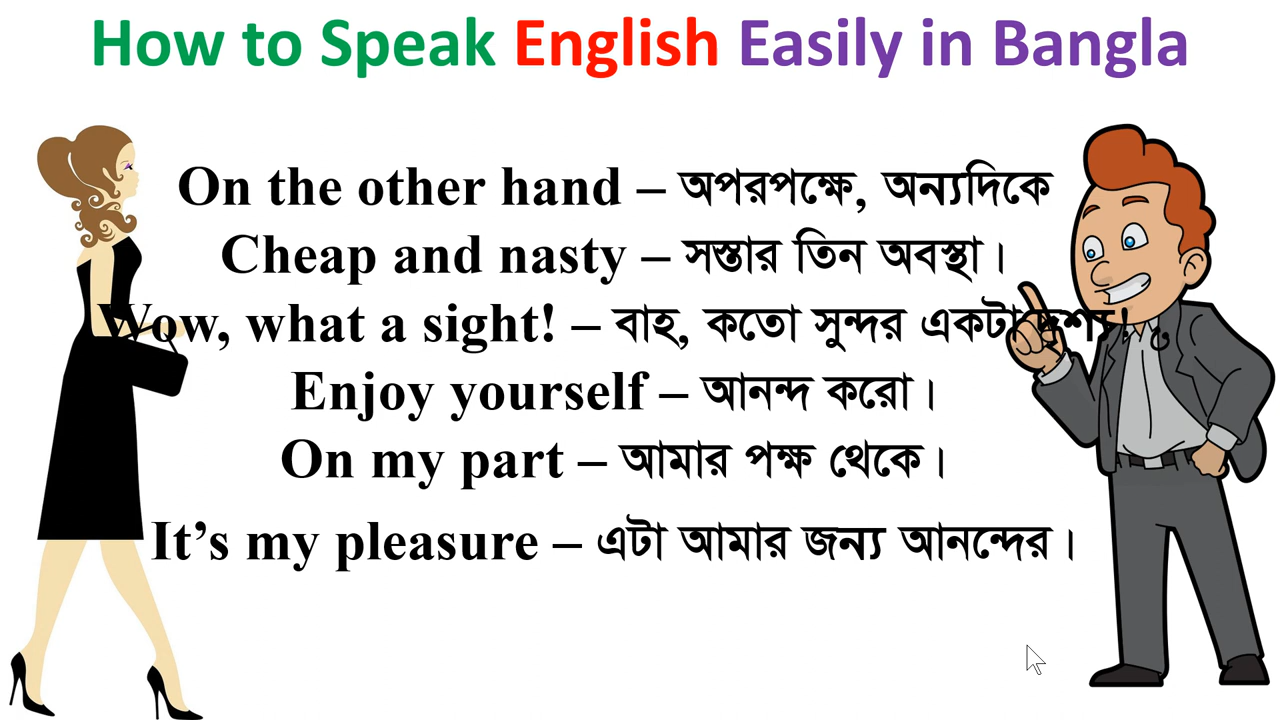 How to Speak English Easily in Bangla
On the other hand – অপরপক্ষে, অন্যদিকে
Cheap and nasty – সস্তার তিন অবস্থা।
Wow, what a sight! – বাহ, কতো সুন্দর একটা দৃশ্য!
Enjoy yourself – আনন্দ করো।
On my part – আমার পক্ষ থেকে।
It's my pleasure – এটা আমার জন্য আনন্দের।